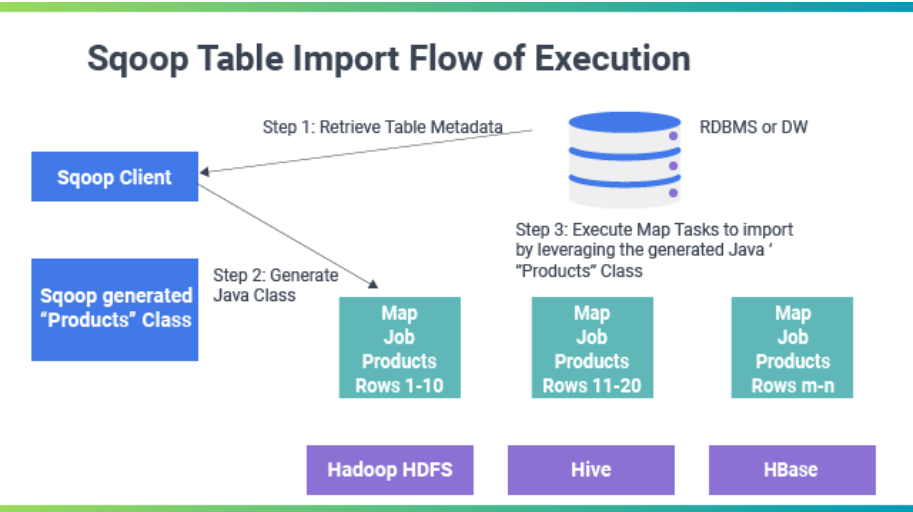 Sqoop Table Import Flow of Execution
Step 1: Retrieve Table Metadata
RDBMS or DW
Sqoop Client
Step 3: Execute Map Tasks to import
by leveraging the generated Java ‘
“Products” Class
Step 2: Generate
Java Class
Sqoop generated
“Products” Class
Map
Job
Products
Rows 1-10
Map
Job
Products
Rows 11-20
Map
Job
Products
Rows m-n
Hadoop HDFS
Hive
HBase